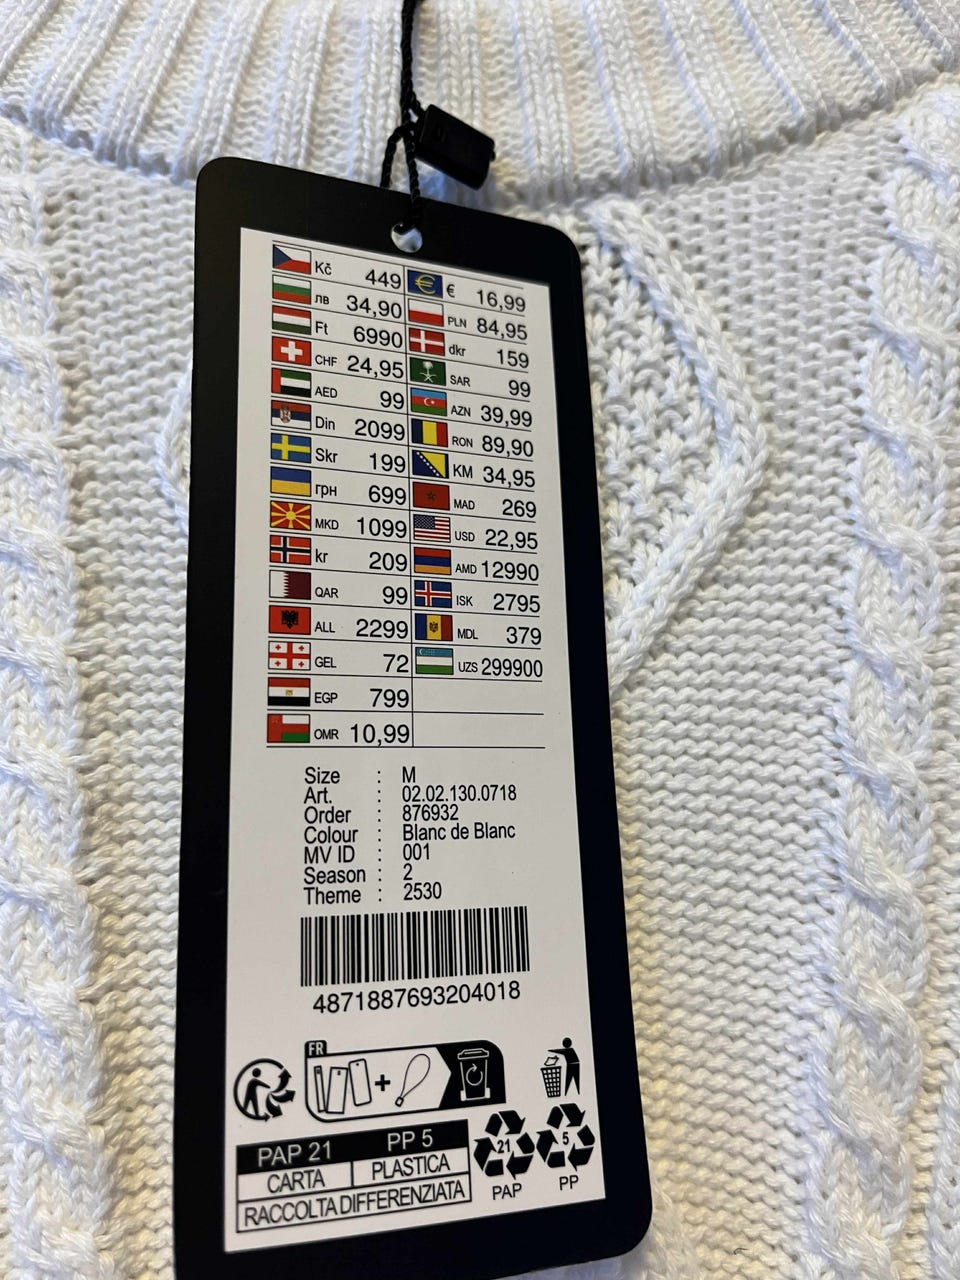 Kč 449 € 16,99
лв 34,90 PLN 84,95
Ft 6990 dkr 159
CHF 24,95 SAR 99
AED 99 AZN 39,99
Din 2099 RON 89,90
Skr 199 KM 34,95
грн 699 MAD 269
MKD 1099 USD 22,95
kr 209 AMD 12990
QAR 99 ISK 2795
ALL 2299 MDL 379
GEL 72 UZS 299900
EGP 799
OMR 10,99
Size : M
Art. : 02.02.130.0718
Order : 876932
Colour : Blanc de Blanc
MV ID : 001
Season : 2
Theme : 2530
4871887693204018
FR
+
PAP 21 PP 5
CARTA PLASTICA
RACCOLTA DIFFERENZIATA
21 5
PAP PP